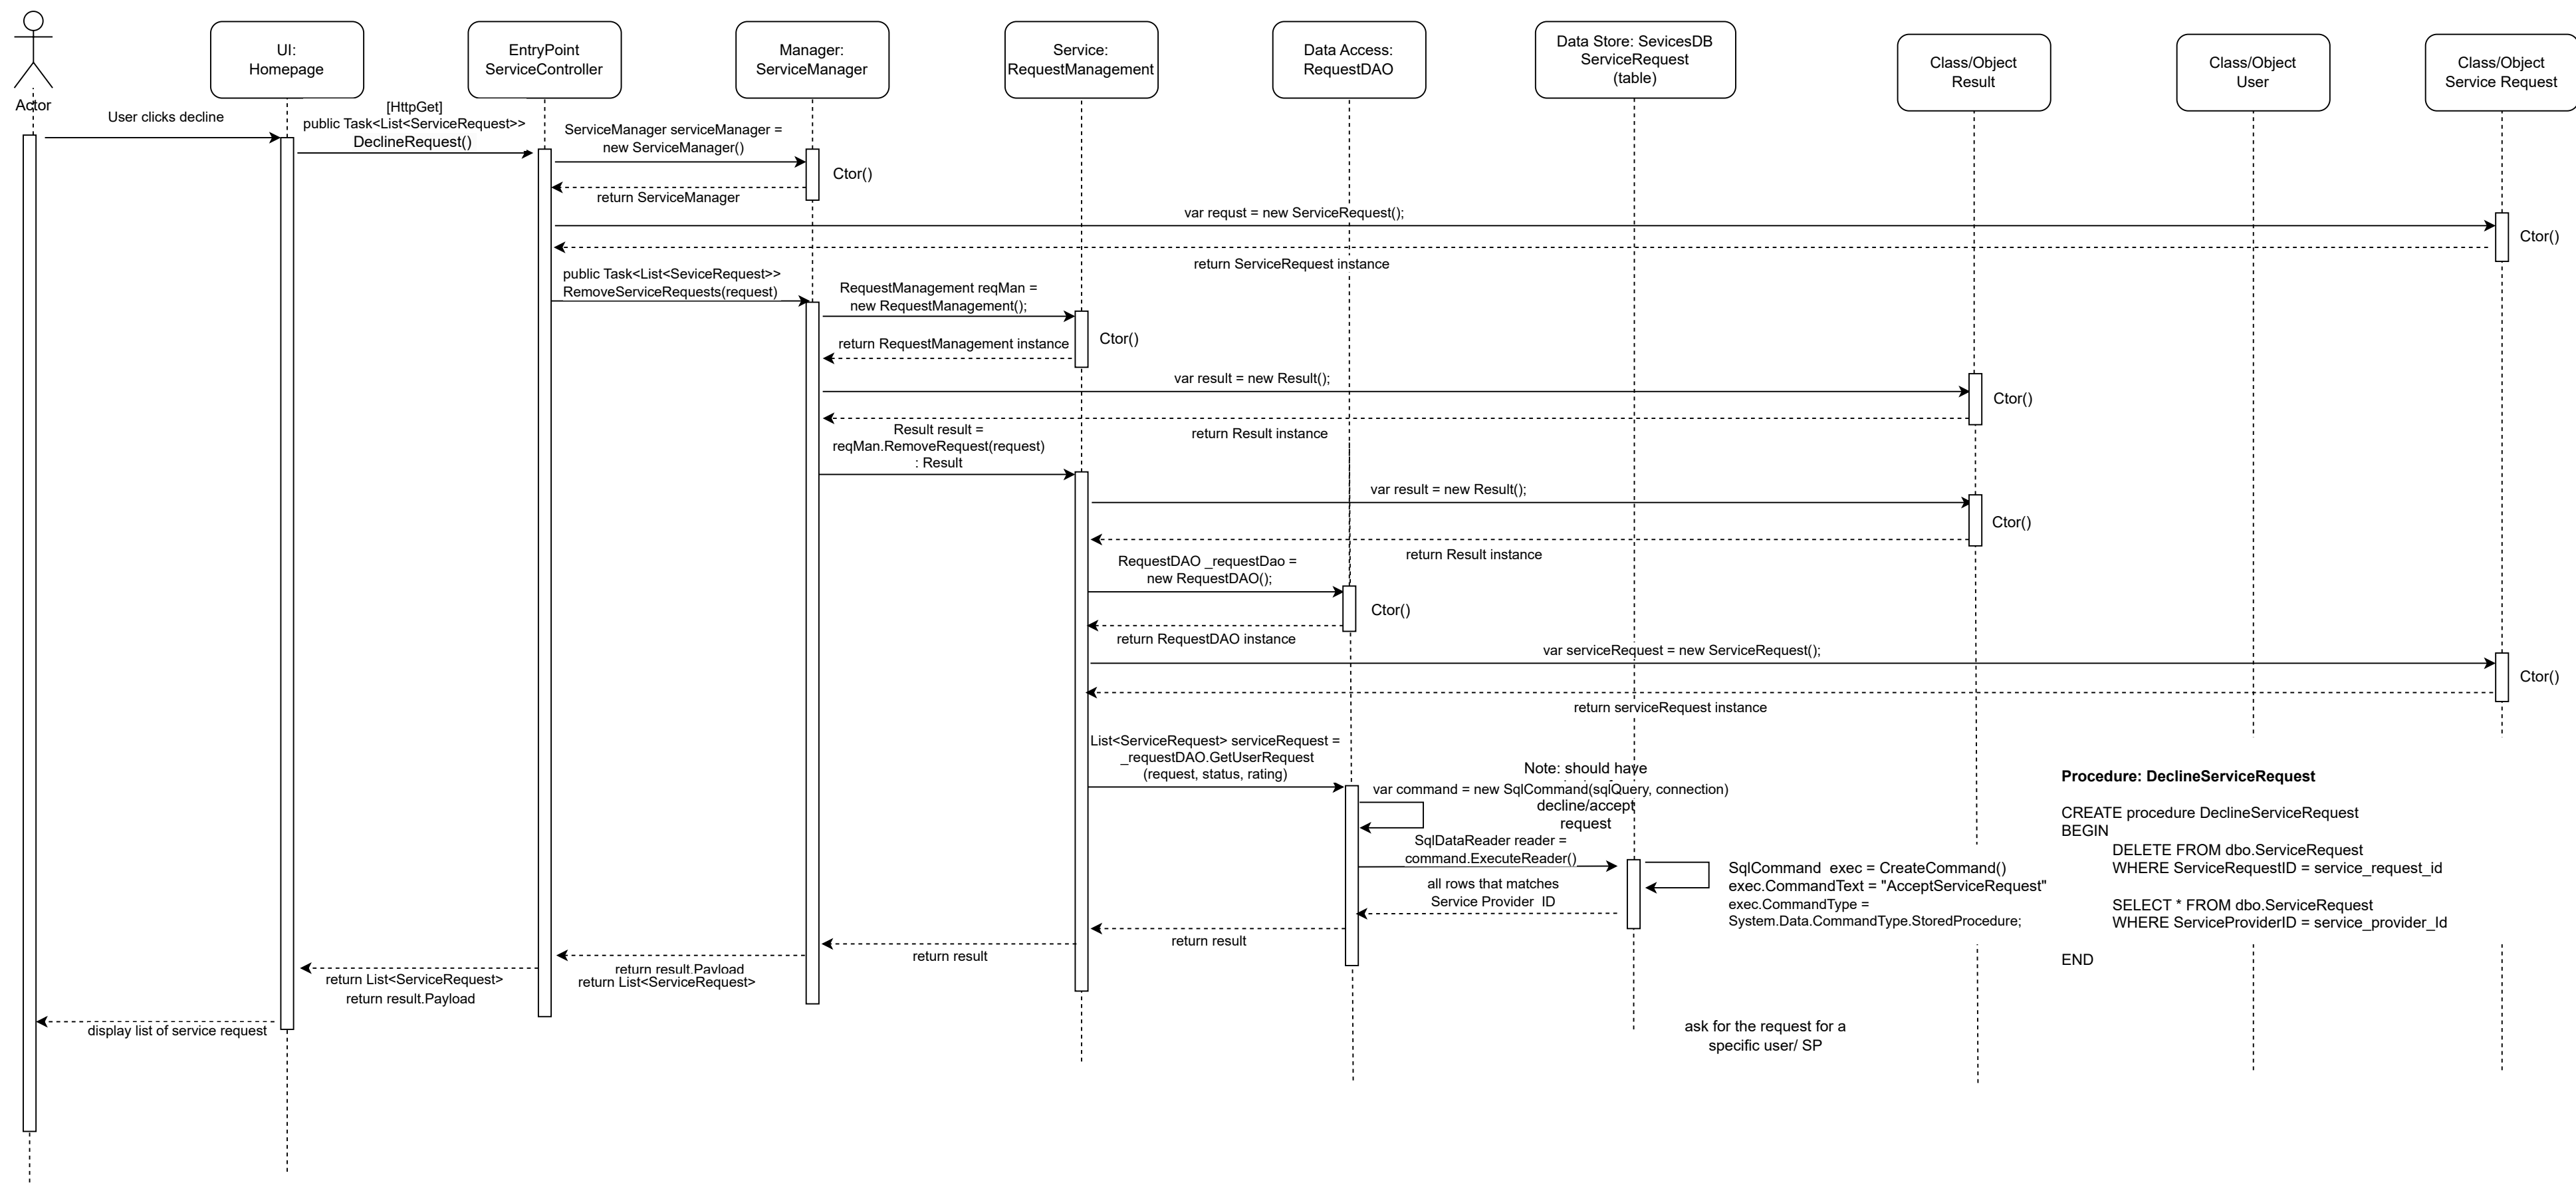 Actor
UI:
Homepage
EntryPoint
ServiceController
Manager:
ServiceManager
Service:
RequestManagement
Data Access:
RequestDAO
Data Store: SevicesDB
ServiceRequest
(table)
Class/Object
Result
Class/Object
User
Class/Object
Service Request
User clicks decline
[HttpGet]
public Task<List<ServiceRequest>>
DeclineRequest()
ServiceManager serviceManager =
new ServiceManager()
Ctor()
return ServiceManager
var requst = new ServiceRequest();
Ctor()
return ServiceRequest instance
public Task<List<SeviceRequest>>
RemoveServiceRequests(request)
RequestManagement reqMan =
new RequestManagement();
Ctor()
return RequestManagement instance
var result = new Result();
Ctor()
return Result instance
Result result =
reqMan.RemoveRequest(request)
: Result
var result = new Result();
Ctor()
return Result instance
RequestDAO _requestDao =
new RequestDAO();
Ctor()
return RequestDAO instance
var serviceRequest = new ServiceRequest();
Ctor()
return serviceRequest instance
List<ServiceRequest> serviceRequest =
_requestDAO.GetUserRequest
(request, status, rating)
Note: should have
var command = new SqlCommand(sqlQuery, connection)
decline/accept
request
SqlDataReader reader =
command.ExecuteReader()
all rows that matches
Service Provider_ID
SqlCommand exec = CreateCommand()
exec.CommandText = "AcceptServiceRequest"
exec.CommandType =
System.Data.CommandType.StoredProcedure;
Procedure: DeclineServiceRequest
CREATE procedure DeclineServiceRequest
BEGIN
DELETE FROM dbo.ServiceRequest
WHERE ServiceRequestID = service_request_id
SELECT * FROM dbo.ServiceRequest
WHERE ServiceProviderID = service_provider_Id
END
return result
return result
return result.Payload
return List<ServiceRequest>
return List<ServiceRequest>
return result.Payload
display list of service request
ask for the request for a
specific user/ SP